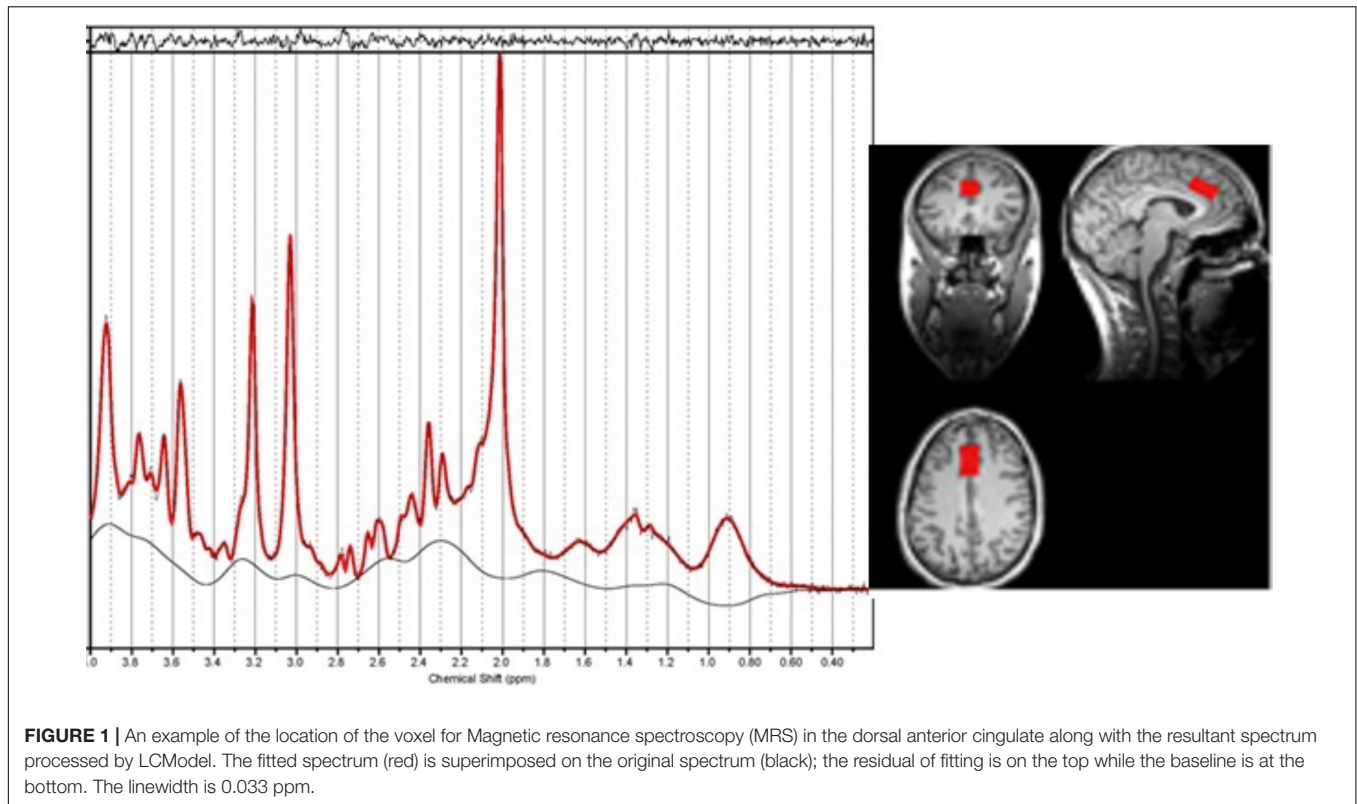 .0 3.8 3.6 3.4 3.2 3.0 2.8 2.6 2.4 2.2 2.0 1.8 1.6 1.4 1.2 1.0 0.80 0.60 0.40
Chemical Shift (ppm)
FIGURE 1 | An example of the location of the voxel for Magnetic resonance spectroscopy (MRS) in the dorsal anterior cingulate along with the resultant spectrum
processed by LCModel. The fitted spectrum (red) is superimposed on the original spectrum (black); the residual of fitting is on the top while the baseline is at the
bottom. The linewidth is 0.033 ppm.